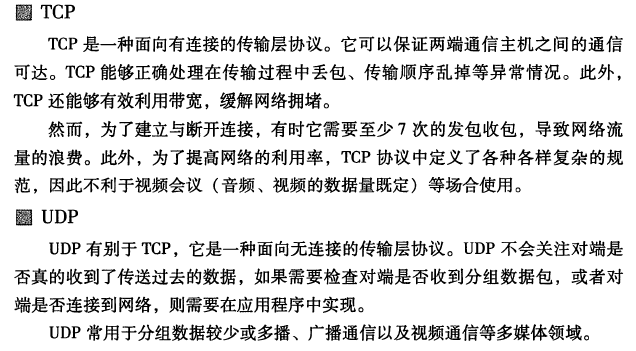 TCP
TCP 是一种面向有连接的传输层协议。它可以保证两端通信主机之间的通信
可达。TCP 能够正确处理在传输过程中丢包、传输顺序乱掉等异常情况。此外，
TCP 还能够有效利用带宽，缓解网络拥堵。
然而，为了建立与断开连接，有时它需要至少 7 次的发包收包，导致网络流
量的浪费。此外，为了提高网络的利用率，TCP 协议中定义了各种各样复杂的规
范，因此不利于视频会议（音频、视频的数据量既定）等场合使用。
UDP
UDP 有别于 TCP，它是一种面向无连接的传输层协议。UDP 不会关注对端是
否真的收到了传送过去的数据，如果需要检查对端是否收到分组数据包，或者对
端是否连接到网络，则需要在应用程序中实现。
UDP 常用于分组数据较少或多播、广播通信以及视频通信等多媒体领域。